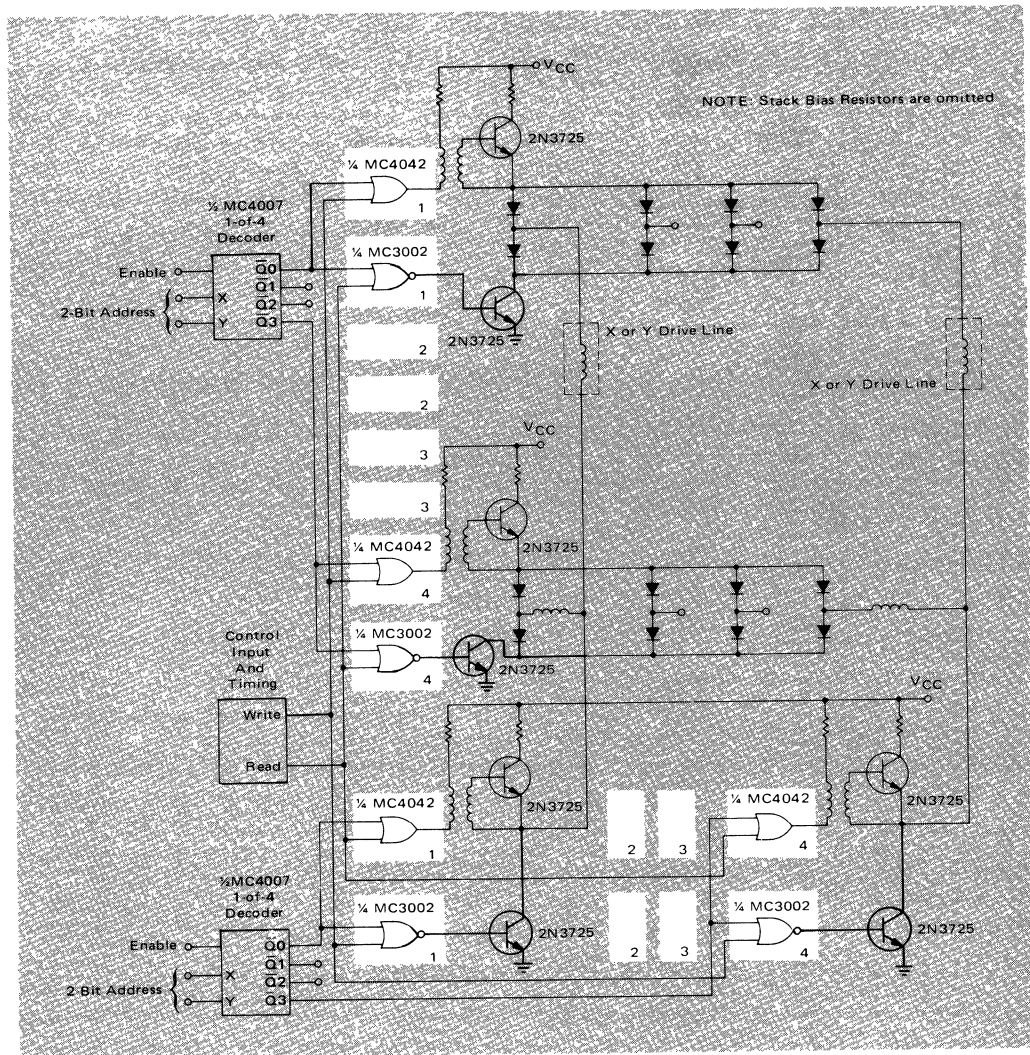 VCC
NOTE: Stack Bias Resistors are omitted
2N3725
¼ MC4042
1
½ MC4007
1-of-4
Decoder
¼ MC3002
1
Enable
2-Bit Address
X
Y
Q0
Q1
Q2
Q3
2N3725
2
X or Y Drive Line
X or Y Drive Line
2
VCC
3
3
2N3725
¼ MC4042
4
¼ MC3002
4
2N3725
Control
Input
And
Timing
Write
Read
VCC
2N3725
2N3725
¼ MC4042
1
2
3
¼ MC4042
4
½MC4007
1-of-4
Decoder
¼ MC3002
1
2N3725
2
3
¼ MC3002
4
2N3725
Enable
2-Bit Address
X
Y
Q0
Q1
Q2
Q3